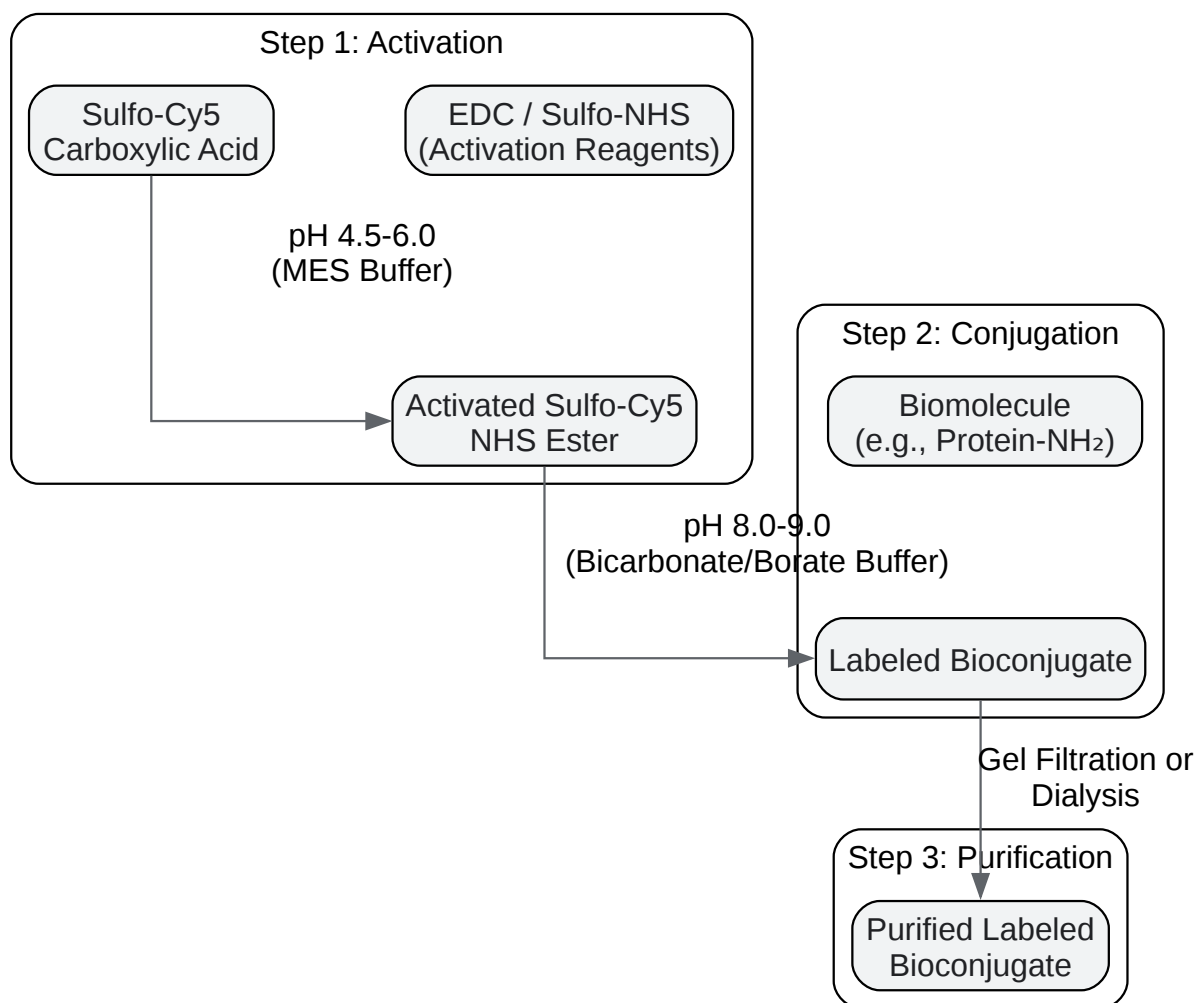 Step 1: Activation
Sulfo-Cy5
Carboxylic Acid
EDC / Sulfo-NHS
(Activation Reagents)
pH 4.5-6.0
(MES Buffer)
Activated Sulfo-Cy5
NHS Ester
Step 2: Conjugation
Biomolecule
(e.g., Protein-NH₂)
pH 8.0-9.0
(Bicarbonate/Borate Buffer)
Labeled Bioconjugate
Gel Filtration or
Dialysis
Step 3: Purification
Purified Labeled
Bioconjugate